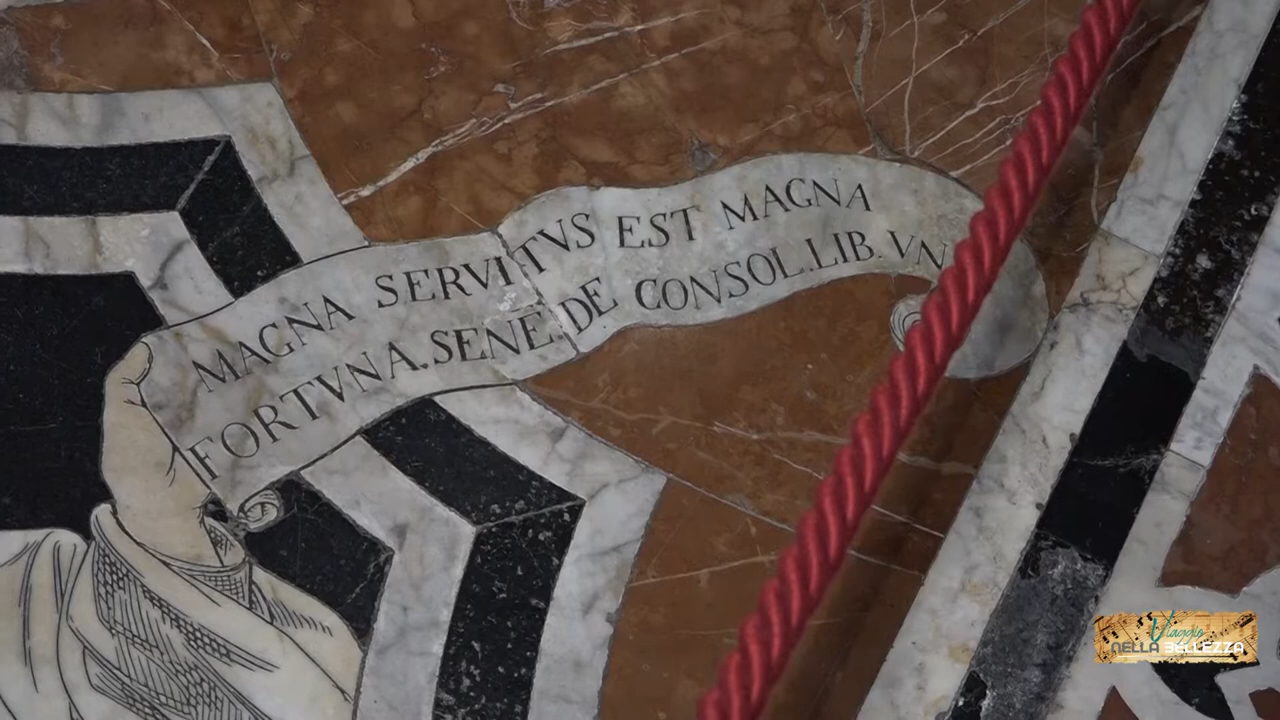 MAGNA SERVITVS EST MAGNA
FORTVNA. SENE. DE CONSOL. LIB. VN
Viaggio
NELLA BELLEZZA